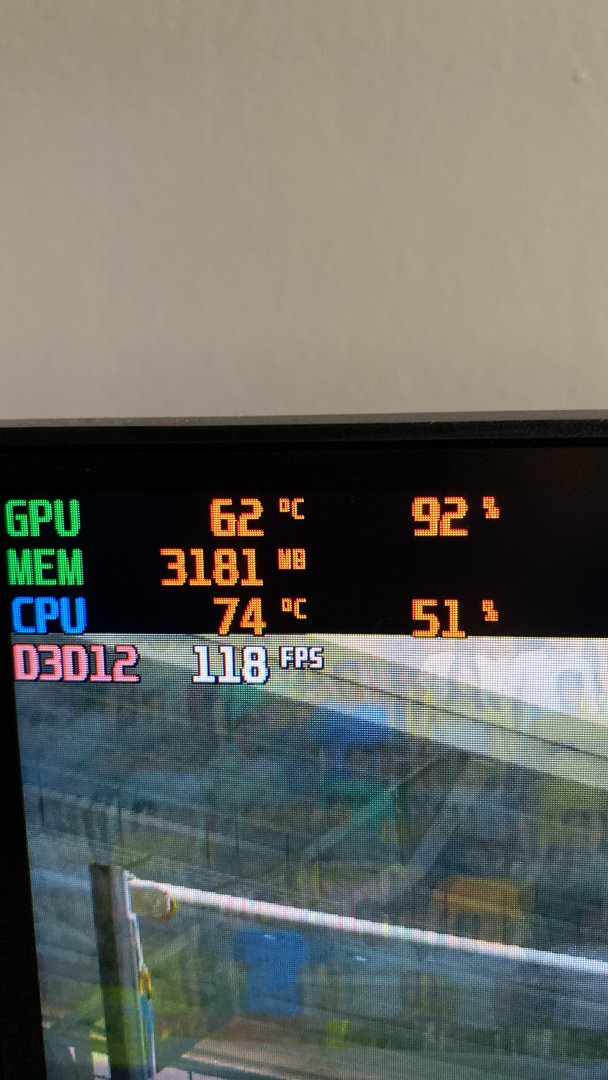 GPU 62 °C 92 %
MEM 3181 MB
CPU 74 °C 51 %
D3D12 118 FPS